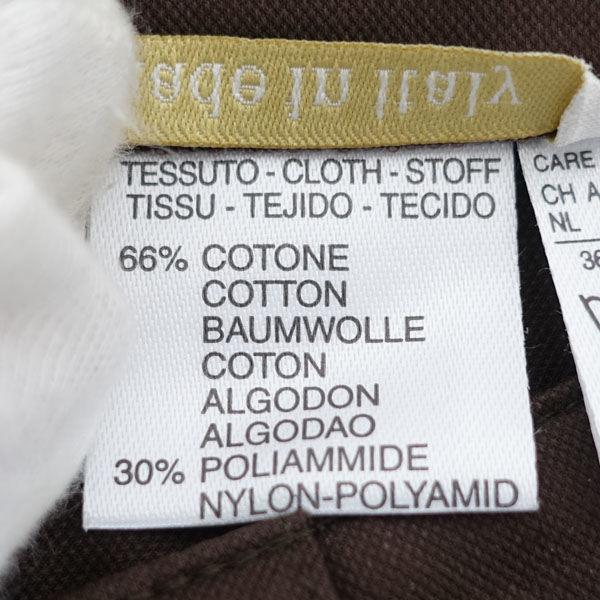 made in italy
TESSUTO - CLOTH - STOFF
TISSU - TEJIDO - TECIDO
66% COTONE
COTTON
BAUMWOLLE
COTON
ALGODON
ALGODAO
30% POLIAMMIDE
NYLON-POLYAMID
CARE
CH A
NL
36